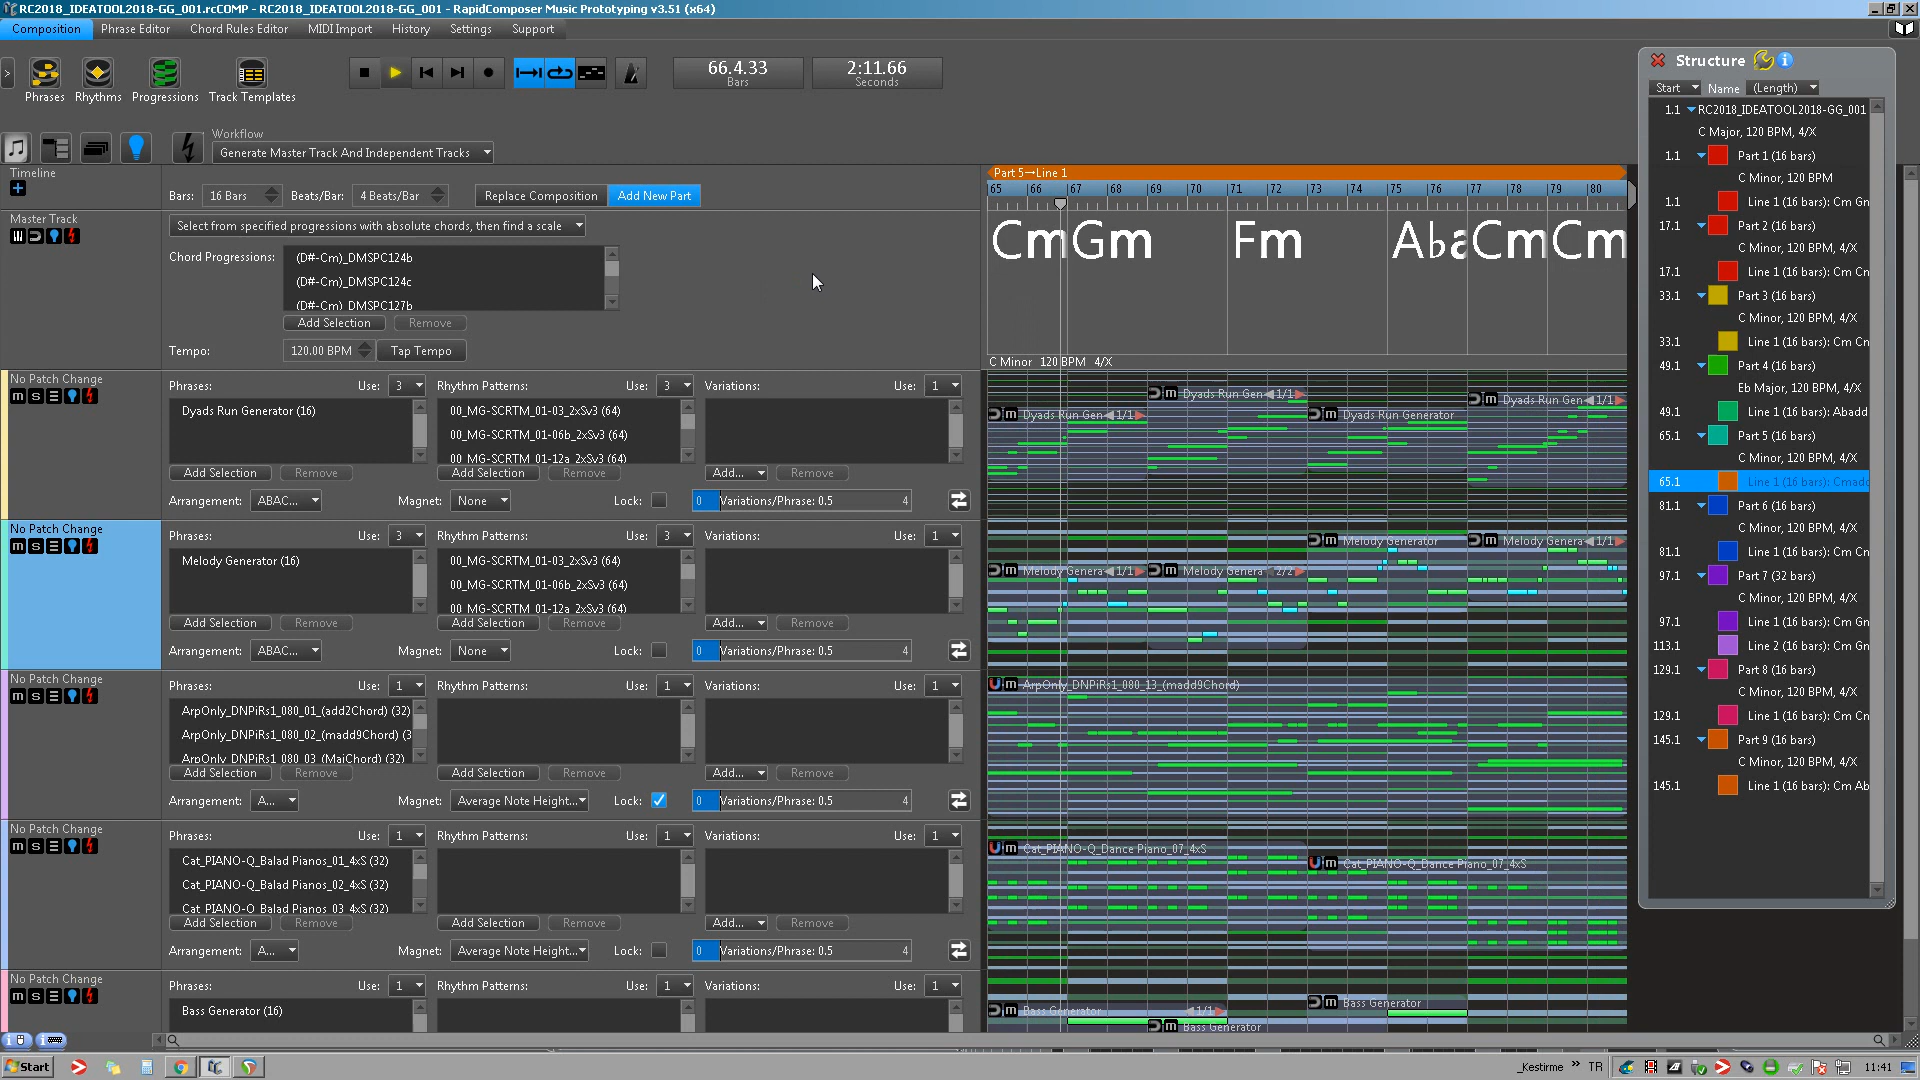 RC2018_IDEATOOL2018-GG_001.rcCOMP - RC2018_IDEATOOL2018-GG_001 - RapidComposer Music Prototyping v3.51 (x64)
Composition Phrase Editor Chord Rules Editor MIDI Import History Settings Support
Phrases Rhythms Progressions Track Templates
66.4.33
Bars
2:11.66
Seconds
Workflow
Generate Master Track And Independent Tracks
Timeline
Bars: 16 Bars Beats/Bar: 4 Beats/Bar Replace Composition Add New Part
Master Track
Select from specified progressions with absolute chords, then find a scale
Chord Progressions:
(D#-Cm)_DMSPC124b
(D#-Cm)_DMSPC124c
(D#-Cm)_DMSPC127b
Add Selection Remove
Tempo: 120.00 BPM Tap Tempo
No Patch Change
Phrases: Use: 3 Rhythm Patterns: Use: 3 Variations: Use: 1
Dyads Run Generator (16)
00_MG-SCRTM_01-03_2xSv3 (64)
00_MG-SCRTM_01-06b_2xSv3 (64)
00_MG-SCRTM_01-12a_2xSv3 (64)
Add Selection Remove Add Selection Remove Add... Remove
Arrangement: ABAC... Magnet: None Lock: 0 Variations/Phrase: 0.5 4
No Patch Change
Phrases: Use: 3 Rhythm Patterns: Use: 3 Variations: Use: 1
Melody Generator (16)
00_MG-SCRTM_01-03_2xSv3 (64)
00_MG-SCRTM_01-06b_2xSv3 (64)
00_MG-SCRTM_01-12a_2xSv3 (64)
Add Selection Remove Add Selection Remove Add... Remove
Arrangement: ABAC... Magnet: None Lock: 0 Variations/Phrase: 0.5 4
No Patch Change
Phrases: Use: 1 Rhythm Patterns: Use: 1 Variations: Use: 1
ArpOnly_DNPiRs1_080_01_(add2Chord) (32)
ArpOnly_DNPiRs1_080_02_(madd9Chord) (3
ArpOnly_DNPiRs1_080_03_(MajChord) (32)
Add Selection Remove Add Selection Remove Add... Remove
Arrangement: A... Magnet: Average Note Height... Lock: 0 Variations/Phrase: 0.5 4
No Patch Change
Phrases: Use: 1 Rhythm Patterns: Use: 1 Variations: Use: 1
Cat_PIANO-Q_Balad Pianos_01_4xS (32)
Cat_PIANO-Q_Balad Pianos_02_4xS (32)
Cat_PIANO-Q_Balad Pianos_03_4xS (32)
Add Selection Remove Add Selection Remove Add... Remove
Arrangement: A... Magnet: Average Note Height... Lock: 0 Variations/Phrase: 0.5 4
No Patch Change
Phrases: Use: 1 Rhythm Patterns: Use: 1 Variations: Use: 1
Bass Generator (16)
Part 5→Line 1
65 66 67 68 69 70 71 72 73 74 75 76 77 78 79 80
Cm Gm Fm Aba Cm Cm
C Minor 120 BPM 4/X
Dyads Run Gen 1/1
Dyads Run Gen 1/1
Dyads Run Generator
Dyads Run Gen 1/1
Melody Genera 1/1
Melody Genera 2/2
Melody Generator
Melody Genera 1/1
ArpOnly_DNPiRs1_080_13_(madd9Chord)
Cat_PIANO-Q_Dance Piano_07_4xS
Cat_PIANO-Q_Dance Piano_07_4xS
Bass Generator 1/1
Bass Generator
Bass Generator
Structure
Start Name (Length)
1.1 RC2018_IDEATOOL2018-GG_001
C Major, 120 BPM, 4/X
1.1 Part 1 (16 bars)
C Minor, 120 BPM
1.1 Line 1 (16 bars): Cm Gn
17.1 Part 2 (16 bars)
C Minor, 120 BPM, 4/X
17.1 Line 1 (16 bars): Cm Cn
33.1 Part 3 (16 bars)
C Minor, 120 BPM, 4/X
33.1 Line 1 (16 bars): Cm Cn
49.1 Part 4 (16 bars)
Eb Major, 120 BPM, 4/X
49.1 Line 1 (16 bars): Abadd
65.1 Part 5 (16 bars)
C Minor, 120 BPM, 4/X
65.1 Line 1 (16 bars): Cmadd
81.1 Part 6 (16 bars)
C Minor, 120 BPM, 4/X
81.1 Line 1 (16 bars): Cm Cn
97.1 Part 7 (32 bars)
C Minor, 120 BPM, 4/X
97.1 Line 1 (16 bars): Cm Gn
113.1 Line 2 (16 bars): Cm Gn
129.1 Part 8 (16 bars)
C Minor, 120 BPM, 4/X
129.1 Line 1 (16 bars): Cm Cn
145.1 Part 9 (16 bars)
C Minor, 120 BPM, 4/X
145.1 Line 1 (16 bars): Cm Ab
Start _Kestirme » TR 11:41